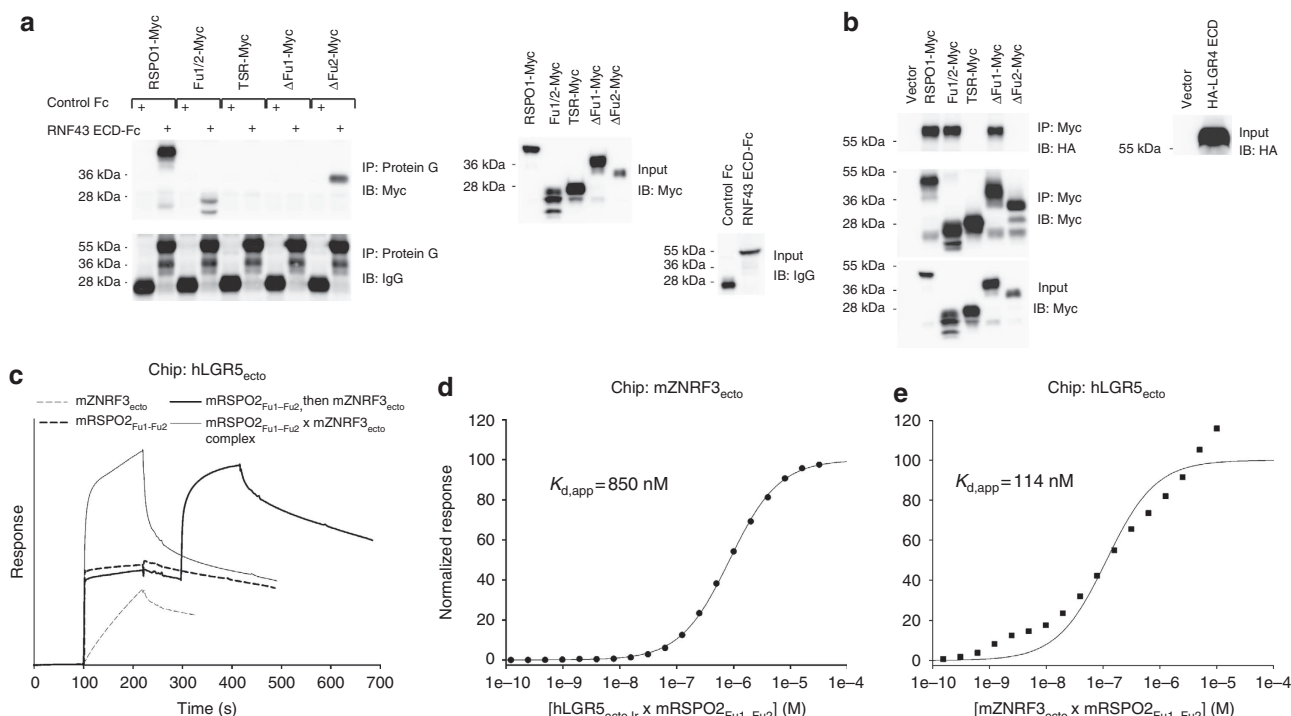 a
RSPO1-Myc
Fu1/2-Myc
TSR-Myc
ΔFu1-Myc
ΔFu2-Myc
Control Fc
+ + + + +
RNF43 ECD-Fc
+ + + + +
36 kDa
28 kDa
IP: Protein G
IB: Myc
55 kDa
36 kDa
28 kDa
IP: Protein G
IB: IgG
RSPO1-Myc
Fu1/2-Myc
TSR-Myc
ΔFu1-Myc
ΔFu2-Myc
36 kDa
28 kDa
Input
IB: Myc
Control Fc
RNF43 ECD-Fc
55 kDa
36 kDa
28 kDa
Input
IB: IgG
b
Vector
RSPO1-Myc
Fu1/2-Myc
TSR-Myc
ΔFu1-Myc
ΔFu2-Myc
55 kDa
IP: Myc
IB: HA
55 kDa
36 kDa
28 kDa
IP: Myc
IB: Myc
55 kDa
36 kDa
28 kDa
Input
IB: Myc
Vector
HA-LGR4 ECD
55 kDa
Input
IB: HA
c
Chip: hLGR5ecto
mZNRF3ecto
mRSPO2Fu1-Fu2
mRSPO2Fu1–Fu2, then mZNRF3ecto
mRSPO2Fu1–Fu2 x mZNRF3ecto
complex
Response
0 100 200 300 400 500 600 700
Time (s)
d
Chip: mZNRF3ecto
Kd,app=850 nM
Normalized response
120
100
80
60
40
20
0
1e–10 1e–9 1e–8 1e–7 1e–6 1e–5 1e–4
[hLGR5ecto,lr x mRSPO2Fu1–Fu2] (M)
e
Chip: hLGR5ecto
Kd,app=114 nM
120
100
80
60
40
20
0
1e–10 1e–9 1e–8 1e–7 1e–6 1e–5 1e–4
[mZNRF3ecto x mRSPO2Fu1–Fu2] (M)